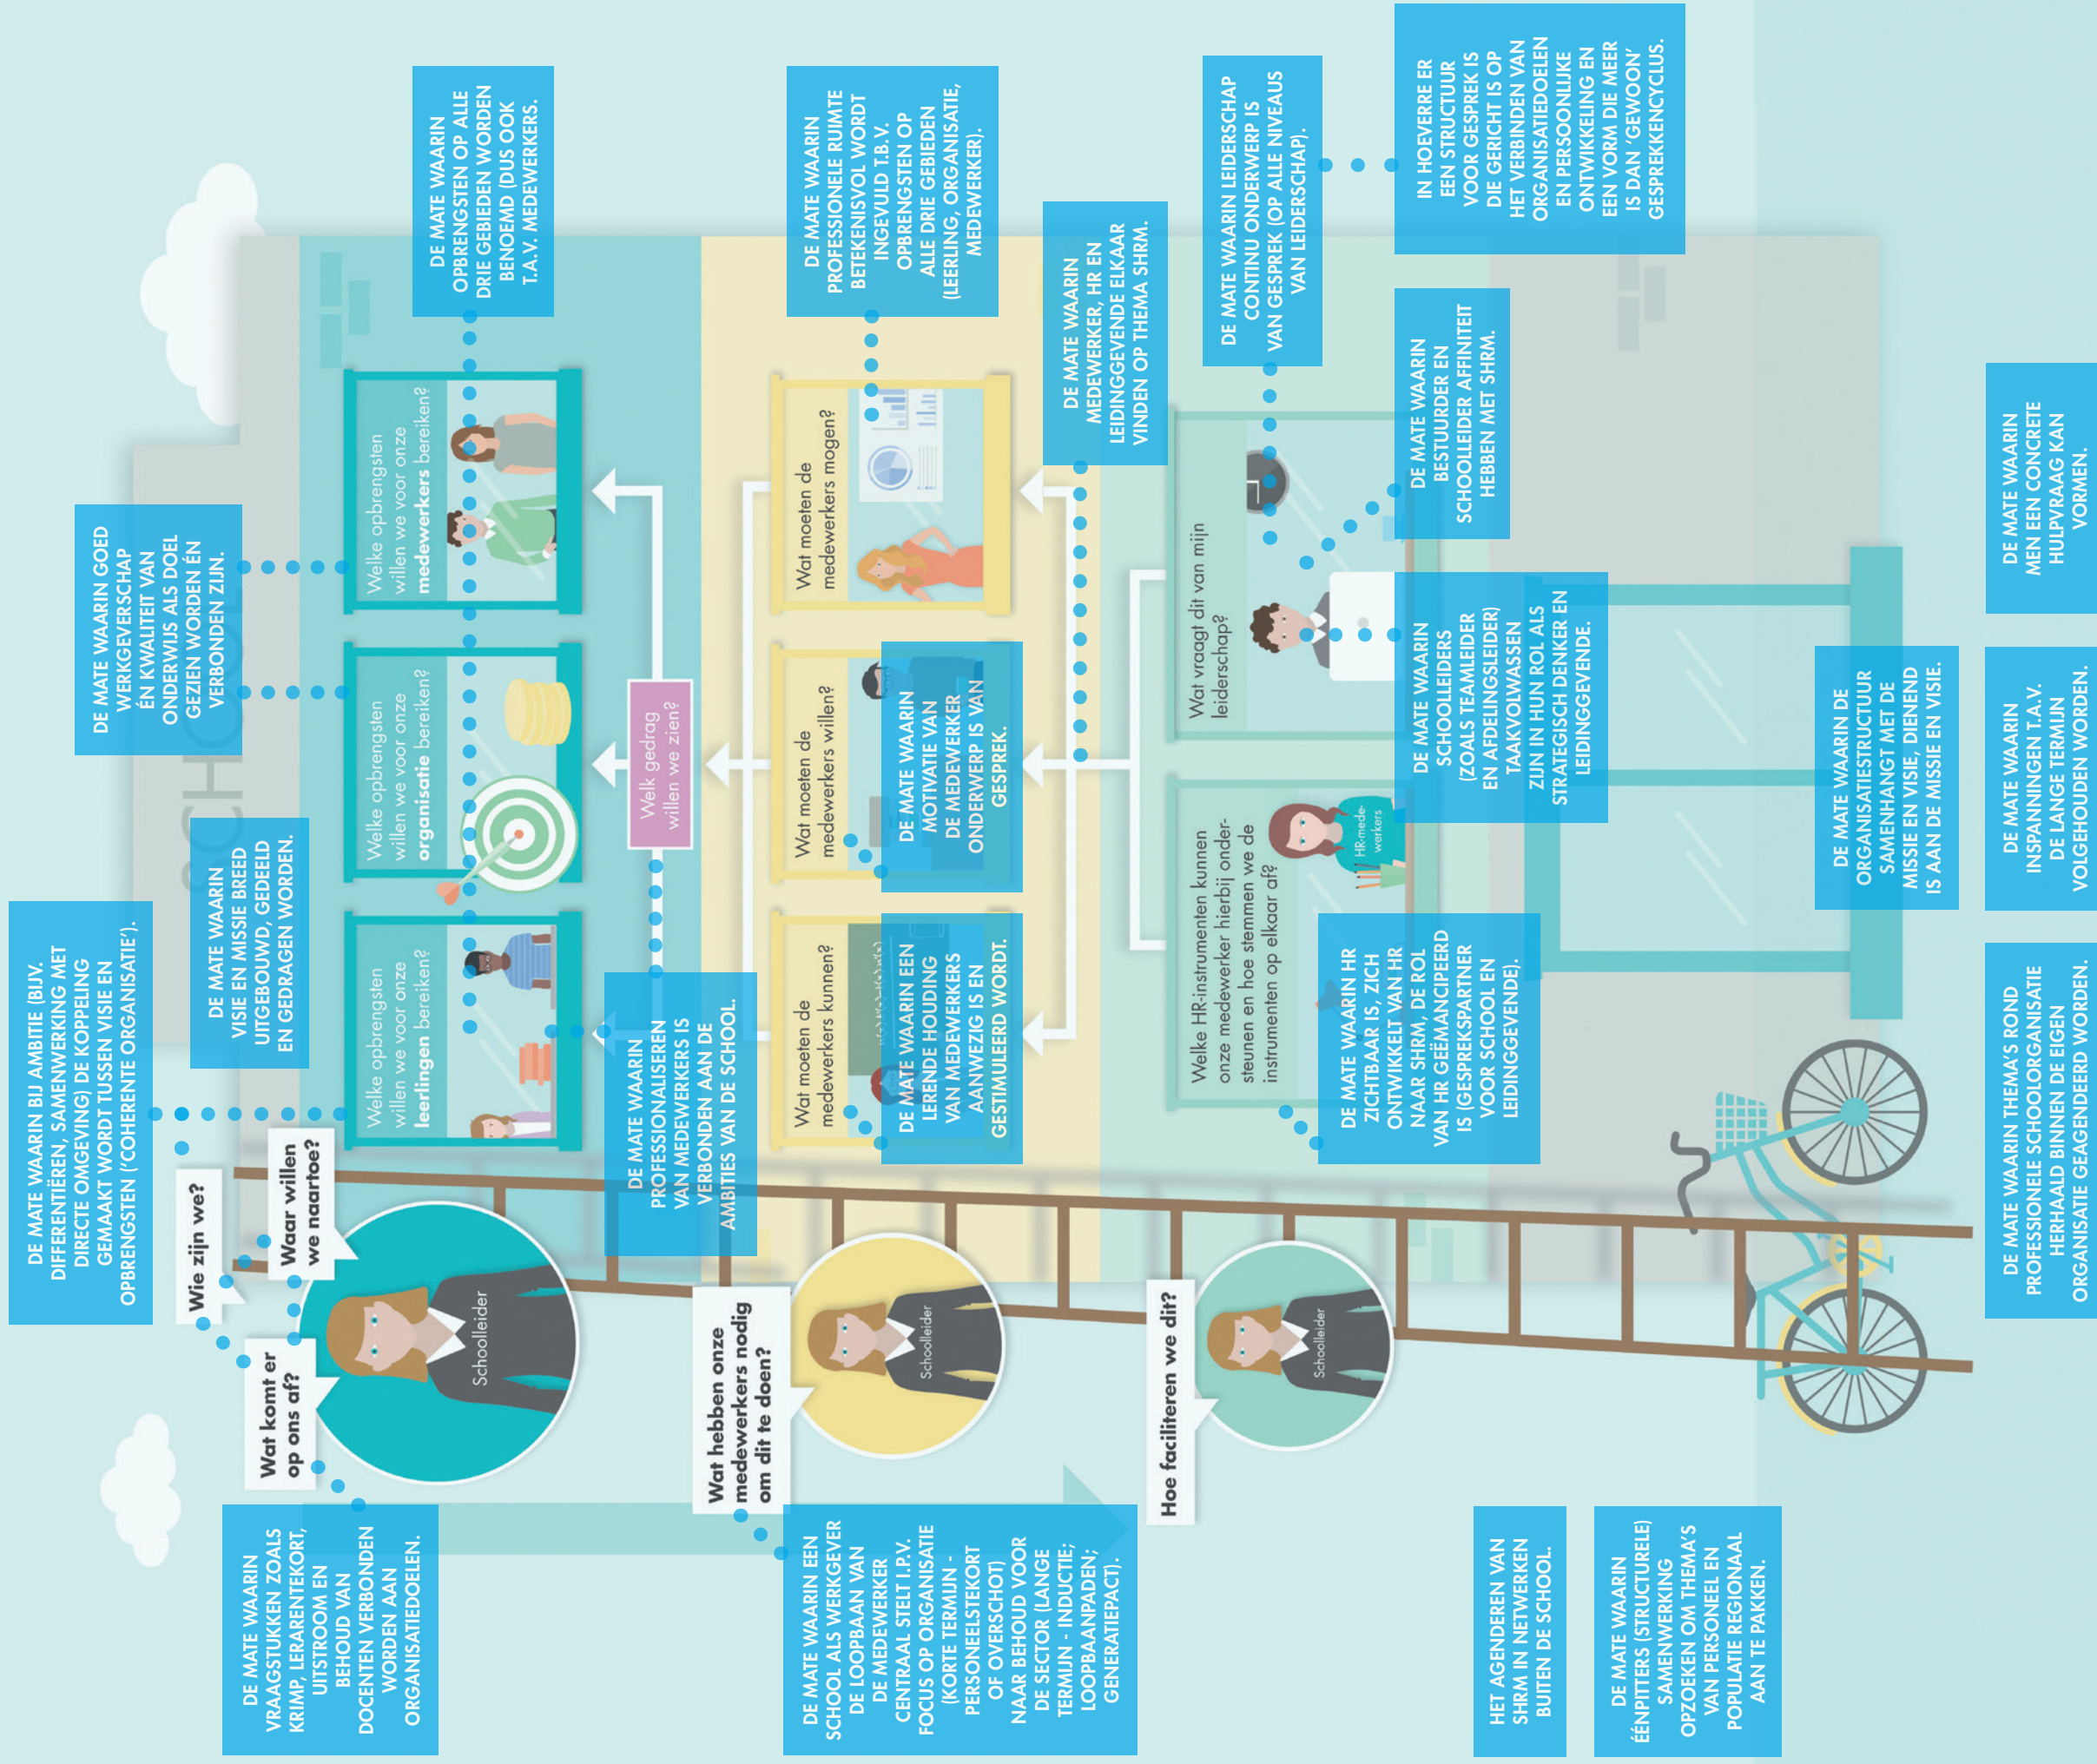 DE MATE WAARIN BIJ AMBITIE (BIJV.
DIFFERENTIËREN, SAMENWERKING MET
DIRECTE OMGEVING) DE KOPPELING
GEMAAKT WORDT TUSSEN VISIE EN
OPBRENGSTEN ('COHERENTE ORGANISATIE').
DE MATE WAARIN GOED
WERKGEVERSCHAP
ÉN KWALITEIT VAN
ONDERWIJS ALS DOEL
GEZIEN WORDEN ÉN
VERBONDEN ZIJN.
SCHOOL
DE MATE WAARIN
VISIE EN MISSIE BREED
UITGEBOUWD, GEDEELD
EN GEDRAGEN WORDEN.
Wie zijn we?
Waar willen
we naartoe?
Wat komt er
op ons af?
Schoolleider
DE MATE WAARIN
VRAAGSTUKKEN ZOALS
KRIMP, LERARENTEKORT,
UITSTROOM EN
BEHOUD VAN
DOCENTEN VERBONDEN
WORDEN AAN
ORGANISATIEDOELEN.
Welke opbrengsten
willen we voor onze
leerlingen bereiken?
Welke opbrengsten
willen we voor onze
organisatie bereiken?
Welke opbrengsten
willen we voor onze
medewerkers bereiken?
DE MATE WAARIN
OPBRENGSTEN OP ALLE
DRIE GEBIEDEN WORDEN
BENOEMD (DUS OOK
T.A.V. MEDEWERKERS.
Welk gedrag
willen we zien?
DE MATE WAARIN
PROFESSIONALISEREN
VAN MEDEWERKERS IS
VERBONDEN AAN DE
AMBITIES VAN DE SCHOOL.
Wat hebben onze
medewerkers nodig
om dit te doen?
Schoolleider
DE MATE WAARIN EEN
SCHOOL ALS WERKGEVER
DE LOOPBAAN VAN
DE MEDEWERKER
CENTRAAL STELT I.P.V.
FOCUS OP ORGANISATIE
(KORTE TERMIJN -
PERSONEELSTEKORT
OF OVERSCHOT)
NAAR BEHOUD VOOR
DE SECTOR (LANGE
TERMIJN - INDUCTIE;
LOOPBAANPADEN;
GENERATIEPACT).
Wat moeten de
medewerkers kunnen?
DE MATE WAARIN EEN
LERENDE HOUDING
VAN MEDEWERKERS
AANWEZIG IS EN
GESTIMULEERD WORDT.
Wat moeten de
medewerkers willen?
DE MATE WAARIN
MOTIVATIE VAN
DE MEDEWERKER
ONDERWERP IS VAN
GESPREK.
Wat moeten de
medewerkers mogen?
DE MATE WAARIN
PROFESSIONELE RUIMTE
BETEKENISVOL WORDT
INGEVULD T.B.V.
OPBRENGSTEN OP
ALLE DRIE GEBIEDEN
(LEERLING, ORGANISATIE,
MEDEWERKER).
DE MATE WAARIN
MEDEWERKER, HR EN
LEIDINGGEVENDE ELKAAR
VINDEN OP THEMA SHRM.
Hoe faciliteren we dit?
Schoolleider
Welke HR-instrumenten kunnen
onze medewerker hierbij onder-
steunen en hoe stemmen we de
instrumenten op elkaar af?
HR-mede-
werkers
DE MATE WAARIN HR
ZICHTBAAR IS, ZICH
ONTWIKKELT VAN HR
NAAR SHRM, DE ROL
VAN HR GEËMANCIPEERD
IS (GESPREKSPARTNER
VOOR SCHOOL EN
LEIDINGGEVENDE).
Wat vraagt dit van mijn
leiderschap?
DE MATE WAARIN LEIDERSCHAP
CONTINU ONDERWERP IS
VAN GESPREK (OP ALLE NIVEAUS
VAN LEIDERSCHAP).
DE MATE WAARIN
SCHOOLLEIDERS
(ZOALS TEAMLEIDER
EN AFDELINGSLEIDER)
TAAKVOLWASSEN
ZIJN IN HUN ROL ALS
STRATEGISCH DENKER EN
LEIDINGGEVENDE.
DE MATE WAARIN
BESTUURDER EN
SCHOOLLEIDER AFFINITEIT
HEBBEN MET SHRM.
IN HOEVERRE ER
EEN STRUCTUUR
VOOR GESPREK IS
DIE GERICHT IS OP
HET VERBINDEN VAN
ORGANISATIEDOELEN
EN PERSOONLIJKE
ONTWIKKELING EN
EEN VORM DIE MEER
IS DAN 'GEWOON'
GESPREKKENCYCLUS.
HET AGENDEREN VAN
SHRM IN NETWERKEN
BUITEN DE SCHOOL.
DE MATE WAARIN
ÉÉNPITTERS (STRUCTURELE)
SAMENWERKING
OPZOEKEN OM THEMA'S
VAN PERSONEEL EN
POPULATIE REGIONAAL
AAN TE PAKKEN.
DE MATE WAARIN DE
ORGANISATIESTRUCTUUR
SAMENHANGT MET DE
MISSIE EN VISIE, DIENEND
IS AAN DE MISSIE EN VISIE.
DE MATE WAARIN THEMA'S ROND
PROFESSIONELE SCHOOLORGANISATIE
HERHAALD BINNEN DE EIGEN
ORGANISATIE GEAGENDEERD WORDEN.
DE MATE WAARIN
INSPANNINGEN T.A.V.
DE LANGE TERMIJN
VOLGEHOUDEN WORDEN.
DE MATE WAARIN
MEN EEN CONCRETE
HULPVRAAG KAN
VORMEN.